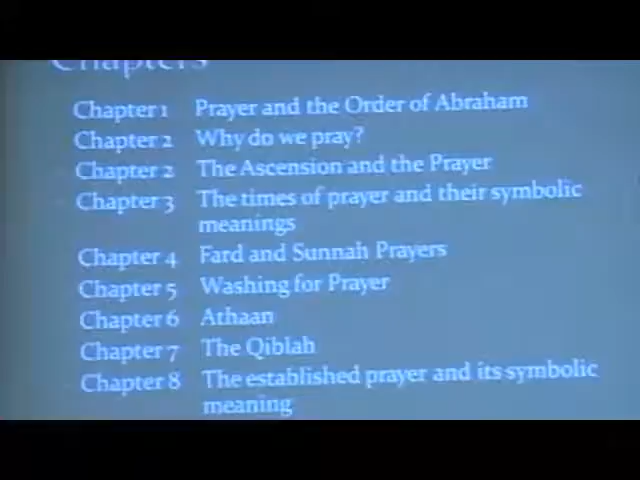 Chapters
Chapter 1 Prayer and the Order of Abraham
Chapter 2 Why do we pray?
Chapter 2 The Ascension and the Prayer
Chapter 3 The times of prayer and their symbolic
meanings
Chapter 4 Fard and Sunnah Prayers
Chapter 5 Washing for Prayer
Chapter 6 Athaan
Chapter 7 The Qiblah
Chapter 8 The established prayer and its symbolic
meaning